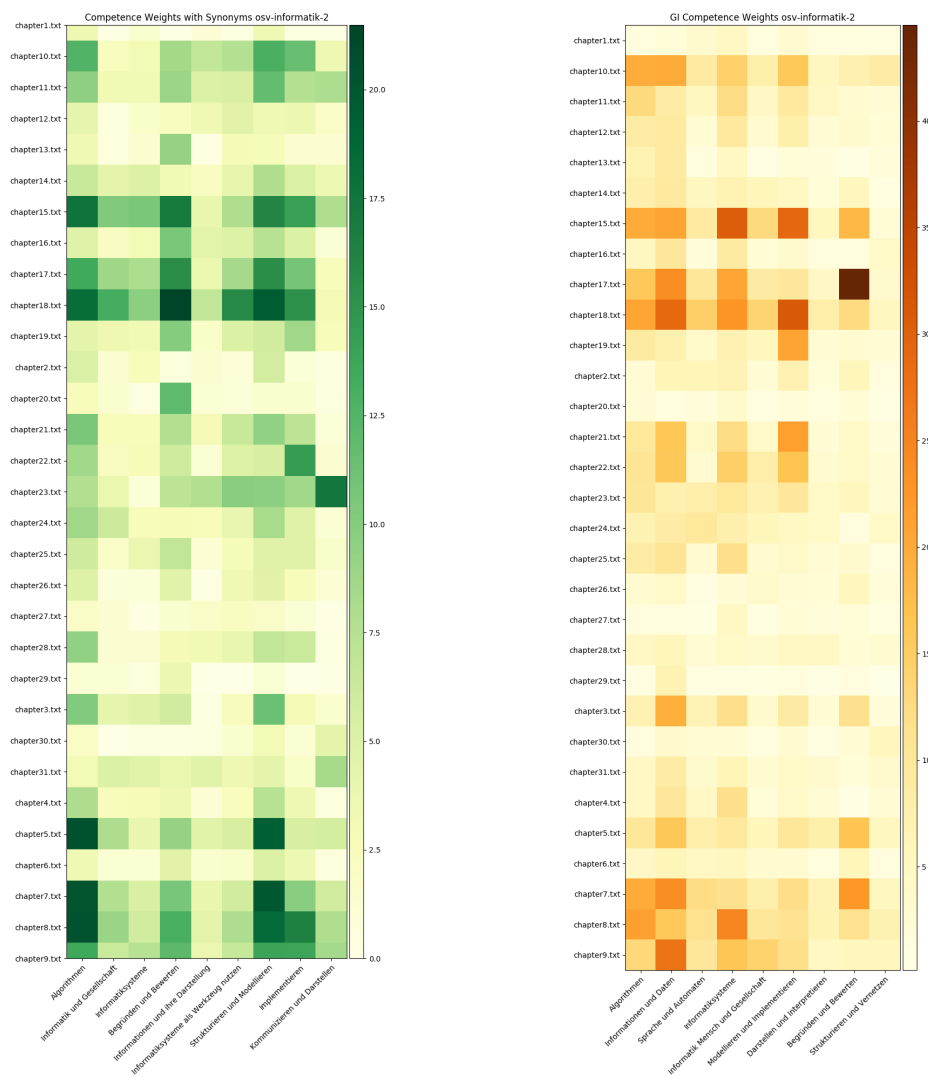 Competence Weights with Synonyms osv-informatik-2
chapter1.txt
chapter10.txt
chapter11.txt
chapter12.txt
chapter13.txt
chapter14.txt
chapter15.txt
chapter16.txt
chapter17.txt
chapter18.txt
chapter19.txt
chapter2.txt
chapter20.txt
chapter21.txt
chapter22.txt
chapter23.txt
chapter24.txt
chapter25.txt
chapter26.txt
chapter27.txt
chapter28.txt
chapter29.txt
chapter3.txt
chapter30.txt
chapter31.txt
chapter4.txt
chapter5.txt
chapter6.txt
chapter7.txt
chapter8.txt
chapter9.txt
Algorithmen
Informatik und Gesellschaft
Informatiksysteme
Begründen und Bewerten
Informationen und ihre Darstellung
Informatiksysteme als Werkzeug nutzen
Strukturieren und Modellieren
Implementieren
Kommunizieren und Darstellen
20.0
17.5
15.0
12.5
10.0
7.5
5.0
2.5
0.0
GI Competence Weights osv-informatik-2
chapter1.txt
chapter10.txt
chapter11.txt
chapter12.txt
chapter13.txt
chapter14.txt
chapter15.txt
chapter16.txt
chapter17.txt
chapter18.txt
chapter19.txt
chapter2.txt
chapter20.txt
chapter21.txt
chapter22.txt
chapter23.txt
chapter24.txt
chapter25.txt
chapter26.txt
chapter27.txt
chapter28.txt
chapter29.txt
chapter3.txt
chapter30.txt
chapter31.txt
chapter4.txt
chapter5.txt
chapter6.txt
chapter7.txt
chapter8.txt
chapter9.txt
Algorithmen
Informationen und Daten
Sprache und Automaten
Informatiksysteme
Informatik Mensch und Gesellschaft
Modellieren und Implementieren
Darstellen und Interpretieren
Begründen und Bewerten
Strukturieren und Vernetzen
5